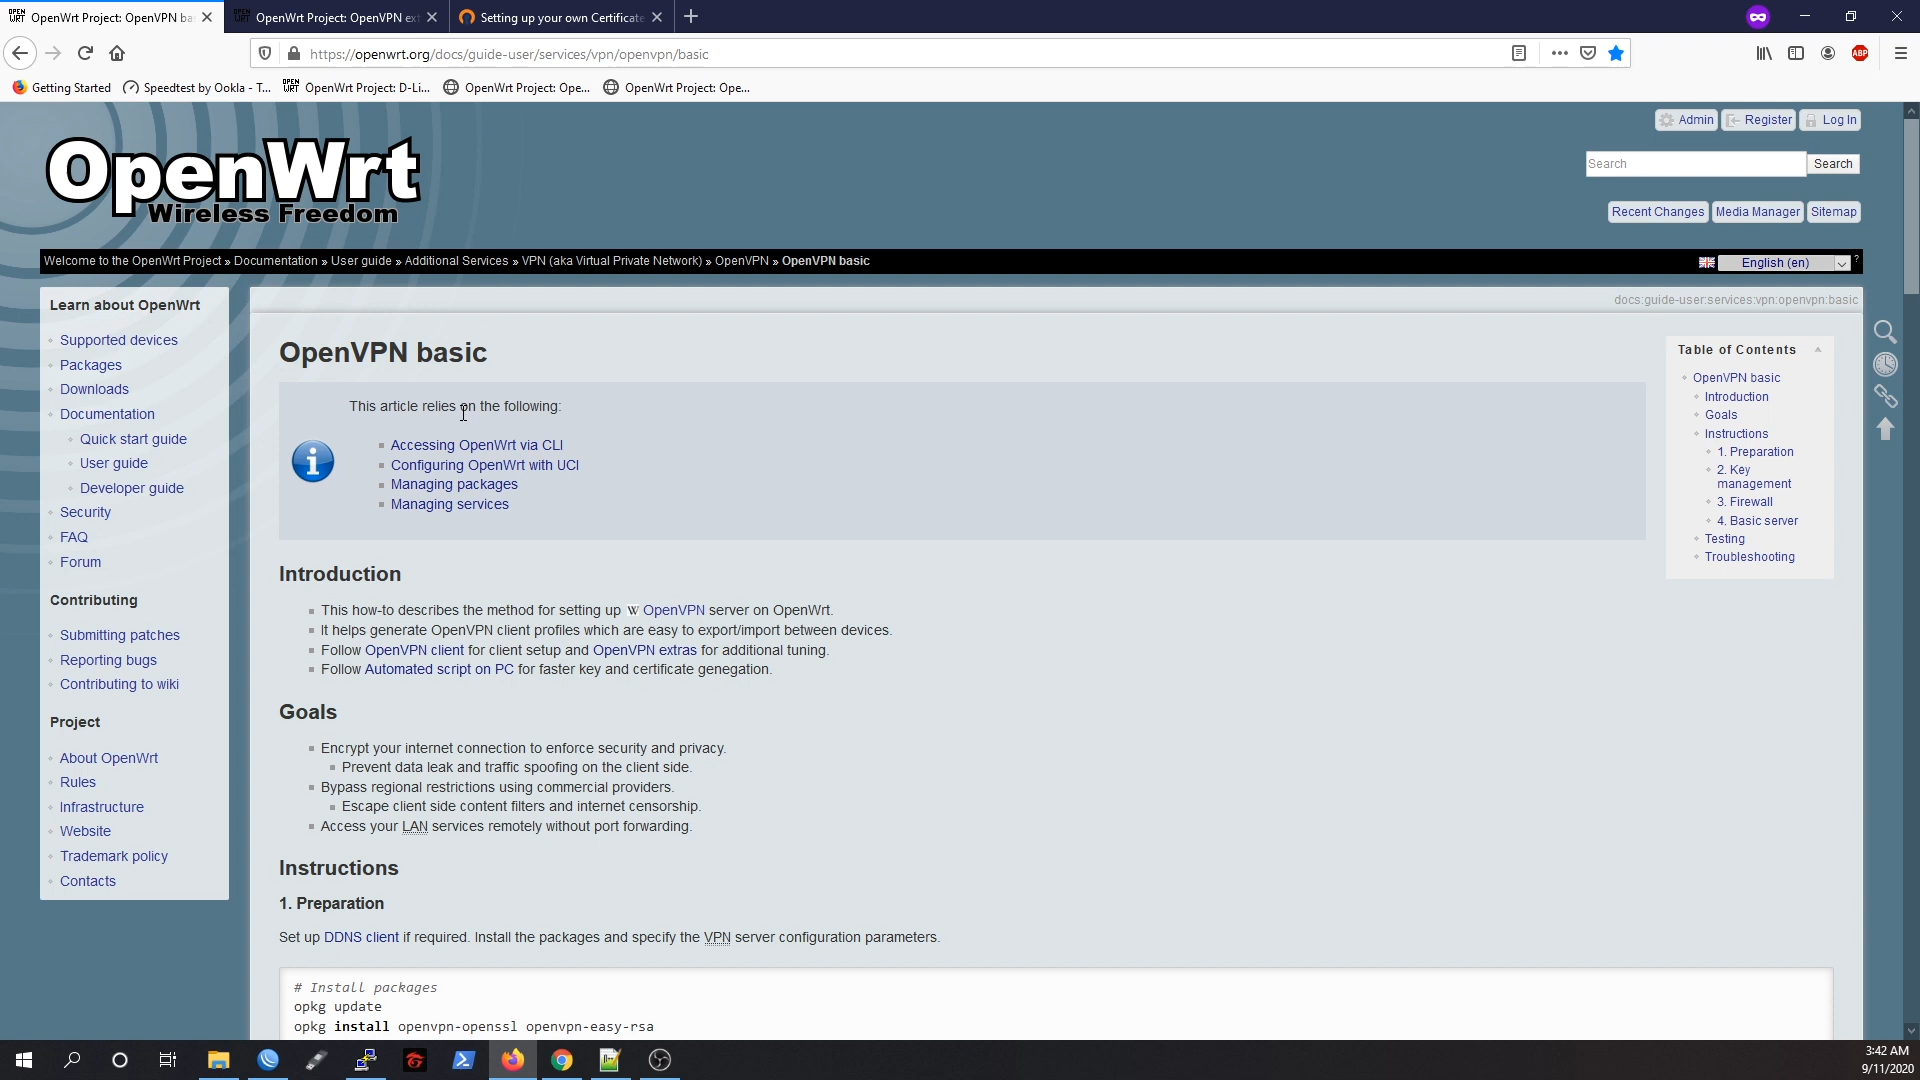 OpenWrt Project: OpenVPN ba
OpenWrt Project: OpenVPN ext
Setting up your own Certificate
https://openwrt.org/docs/guide-user/services/vpn/openvpn/basic
ABP
Getting Started
Speedtest by Ookla - T...
OpenWrt Project: D-Li...
OpenWrt Project: Ope...
OpenWrt Project: Ope...
Admin
Register
Log In
OpenWrt
Wireless Freedom
Search
Search
Recent Changes
Media Manager
Sitemap
Welcome to the OpenWrt Project » Documentation » User guide » Additional Services » VPN (aka Virtual Private Network) » OpenVPN » OpenVPN basic
English (en)
?
docs:guide-user:services:vpn:openvpn:basic
Learn about OpenWrt
Supported devices
Packages
Downloads
Documentation
Quick start guide
User guide
Developer guide
Security
FAQ
Forum
Contributing
Submitting patches
Reporting bugs
Contributing to wiki
Project
About OpenWrt
Rules
Infrastructure
Website
Trademark policy
Contacts
OpenVPN basic
This article relies on the following:
Accessing OpenWrt via CLI
Configuring OpenWrt with UCI
Managing packages
Managing services
Introduction
This how-to describes the method for setting up W OpenVPN server on OpenWrt.
It helps generate OpenVPN client profiles which are easy to export/import between devices.
Follow OpenVPN client for client setup and OpenVPN extras for additional tuning.
Follow Automated script on PC for faster key and certificate genegation.
Goals
Encrypt your internet connection to enforce security and privacy.
Prevent data leak and traffic spoofing on the client side.
Bypass regional restrictions using commercial providers.
Escape client side content filters and internet censorship.
Access your LAN services remotely without port forwarding.
Instructions
1. Preparation
Set up DDNS client if required. Install the packages and specify the VPN server configuration parameters.
# Install packages
opkg update
opkg install openvpn-openssl openvpn-easy-rsa
Table of Contents
OpenVPN basic
Introduction
Goals
Instructions
1. Preparation
2. Key
management
3. Firewall
4. Basic server
Testing
Troubleshooting
3:42 AM
9/11/2020